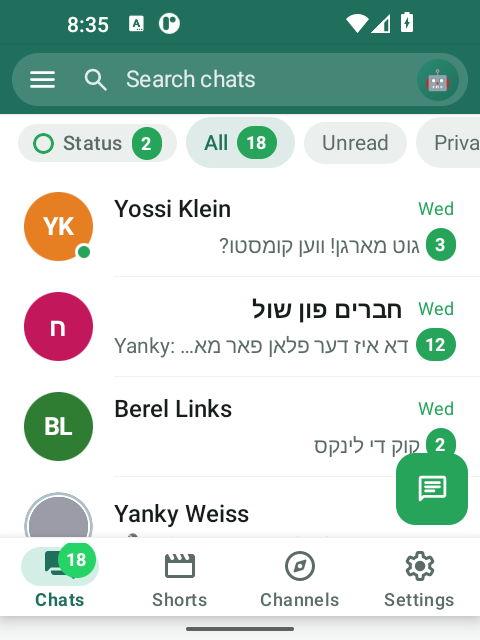 8:35
Search chats
Status 2
All 18
Unread
Priva
YK
Yossi Klein
Wed
גוט מארגן! ווען קומסטו?
3
ח
חברים פון שול
Wed
Yanky: דא איז דער פלאן פאר מא...
12
BL
Berel Links
Wed
קוק די לינקס
2
Yanky Weiss
18
Chats
Shorts
Channels
Settings